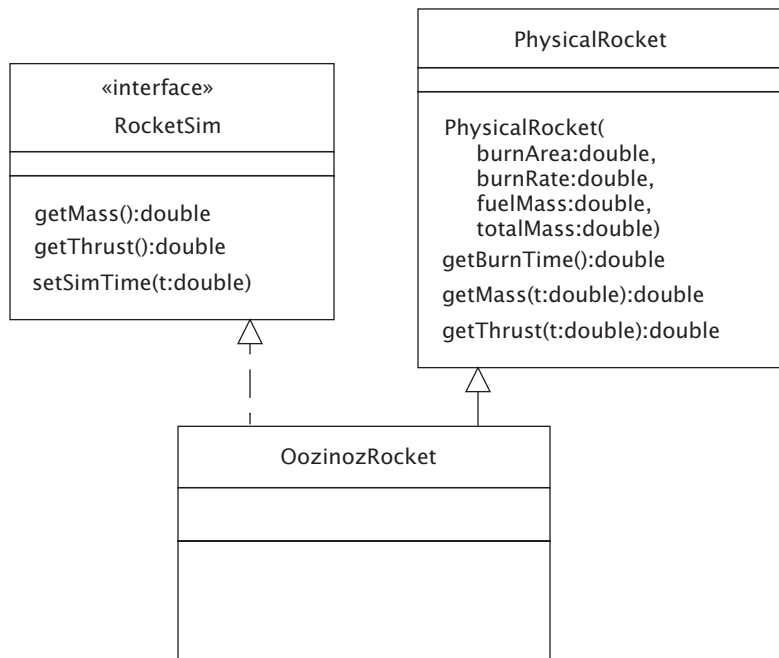 «interface»
RocketSim
getMass():double
getThrust():double
setSimTime(t:double)
PhysicalRocket
PhysicalRocket(
burnArea:double,
burnRate:double,
fuelMass:double,
totalMass:double)
getBurnTime():double
getMass(t:double):double
getThrust(t:double):double
OozinozRocket